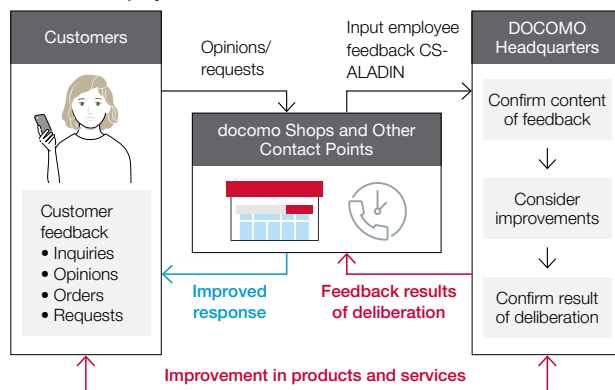 Customers
Opinions/
requests
Input employee
feedback CS-
ALADIN
DOCOMO
Headquarters
docomo Shops and Other
Contact Points
Confirm content
of feedback
Consider
improvements
Confirm result
of deliberation
Customer
feedback
• Inquiries
• Opinions
• Orders
• Requests
Improved
response
Feedback results
of deliberation
Improvement in products and services